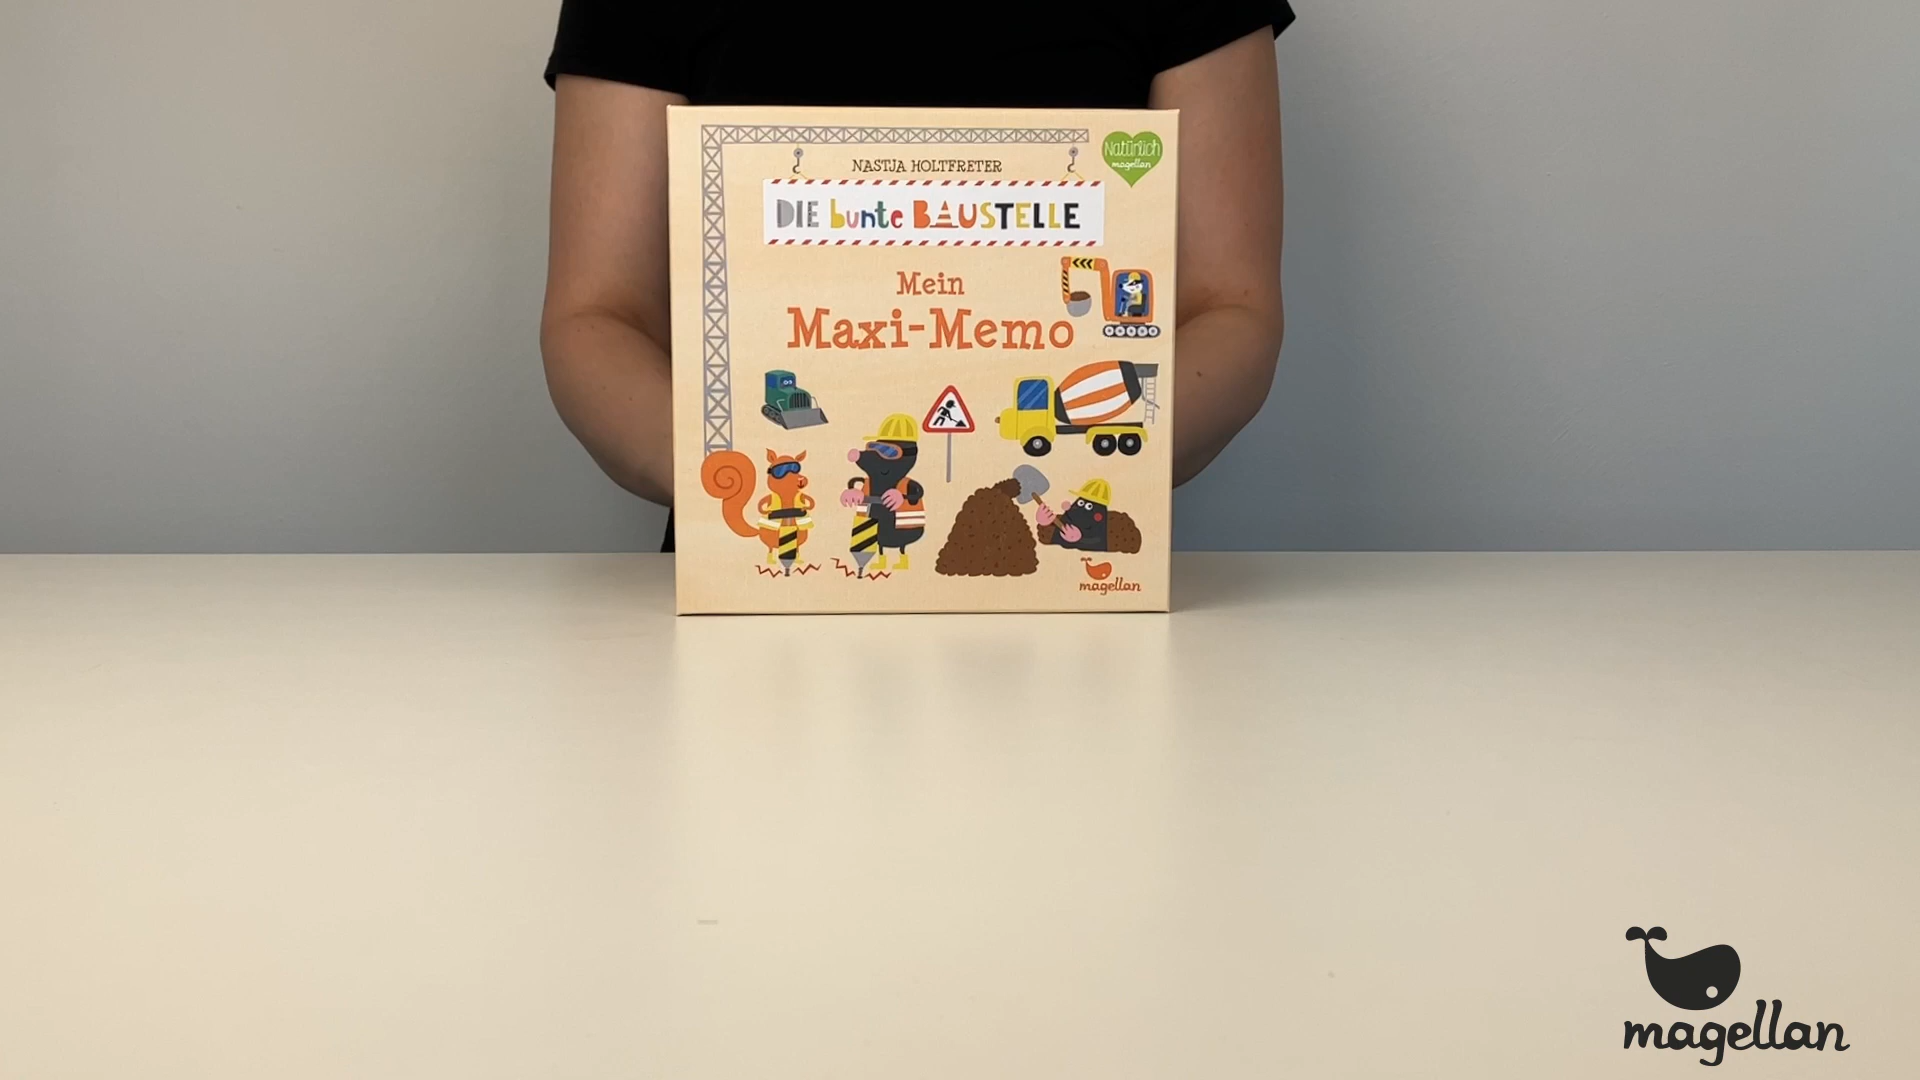 NASTJA HOLTFRETER
Natürlich
magellan
DIE bunte BAUSTELLE
Mein
Maxi-Memo
magellan
magellan